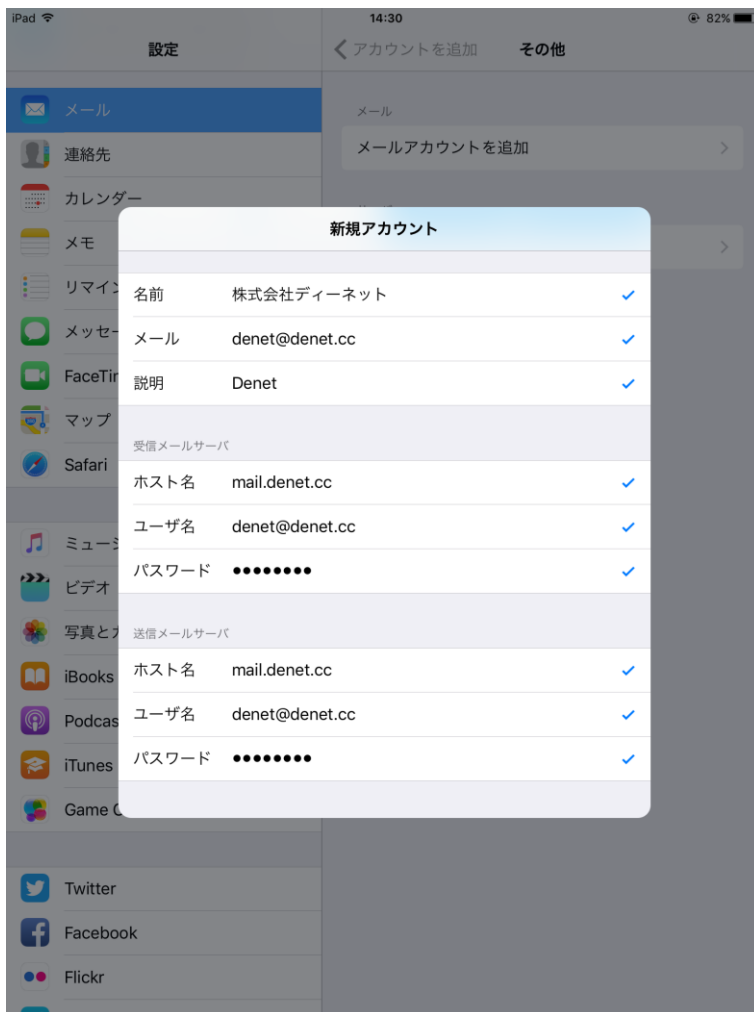 iPad 14:30 82%
設定
アカウントを追加 その他
メール
連絡先
カレンダー
メモ
リマイン
メッセー
FaceTir
マップ
Safari
ミュー
ビデオ
写真と
iBooks
Podcas
iTunes
Game C
Twitter
Facebook
Flickr
メール
メールアカウントを追加
新規アカウント
名前 株式会社ディーネット
メール denet@denet.cc
説明 Denet
受信メールサーバ
ホスト名 mail.denet.cc
ユーザ名 denet@denet.cc
パスワード ●●●●●●●●
送信メールサーバ
ホスト名 mail.denet.cc
ユーザ名 denet@denet.cc
パスワード ●●●●●●●●